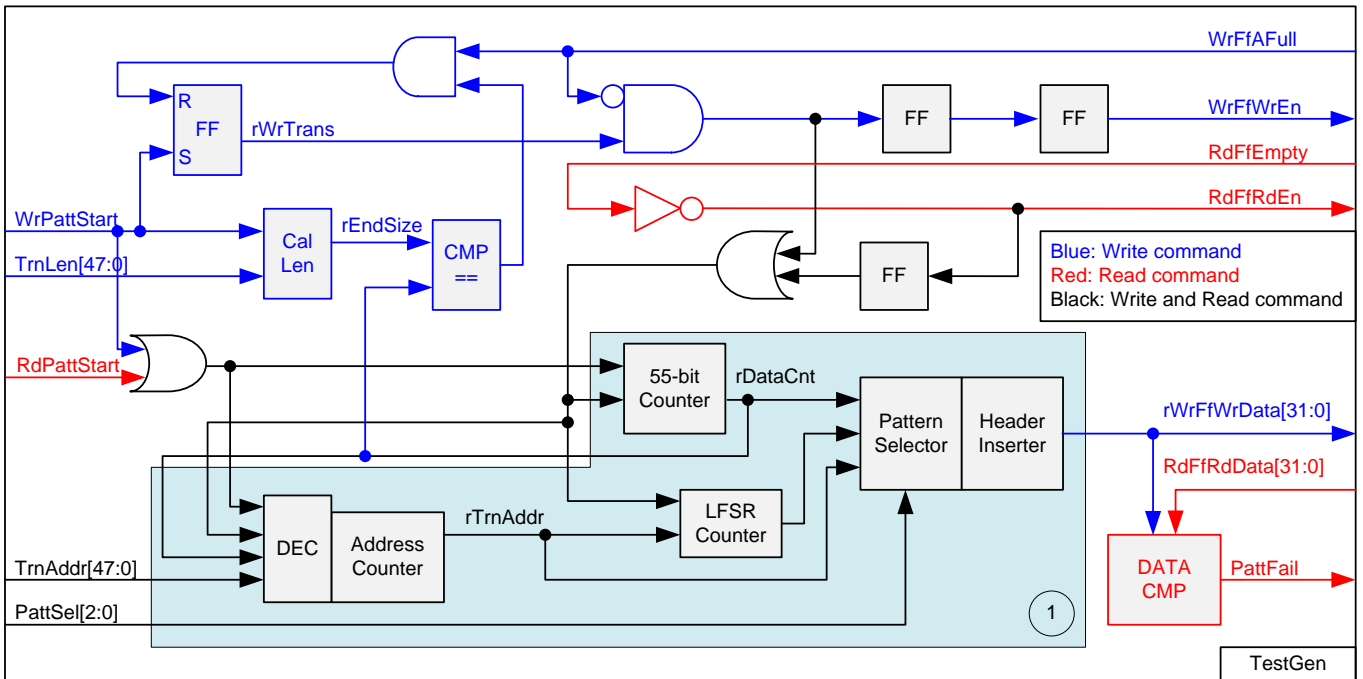 WrFfAFull
R
FF
S
rWrTrans
FF
FF
WrFfWrEn
RdFfEmpty
RdFfRdEn
WrPattStart
TrnLen[47:0]
Cal
Len
rEndSize
CMP
==
FF
Blue: Write command
Red: Read command
Black: Write and Read command
RdPattStart
55-bit
Counter
rDataCnt
Pattern
Selector
Header
Inserter
rWrFfWrData[31:0]
RdFfRdData[31:0]
DEC
Address
Counter
rTrnAddr
LFSR
Counter
TrnAddr[47:0]
PattSel[2:0]
DATA
CMP
PattFail
1
TestGen